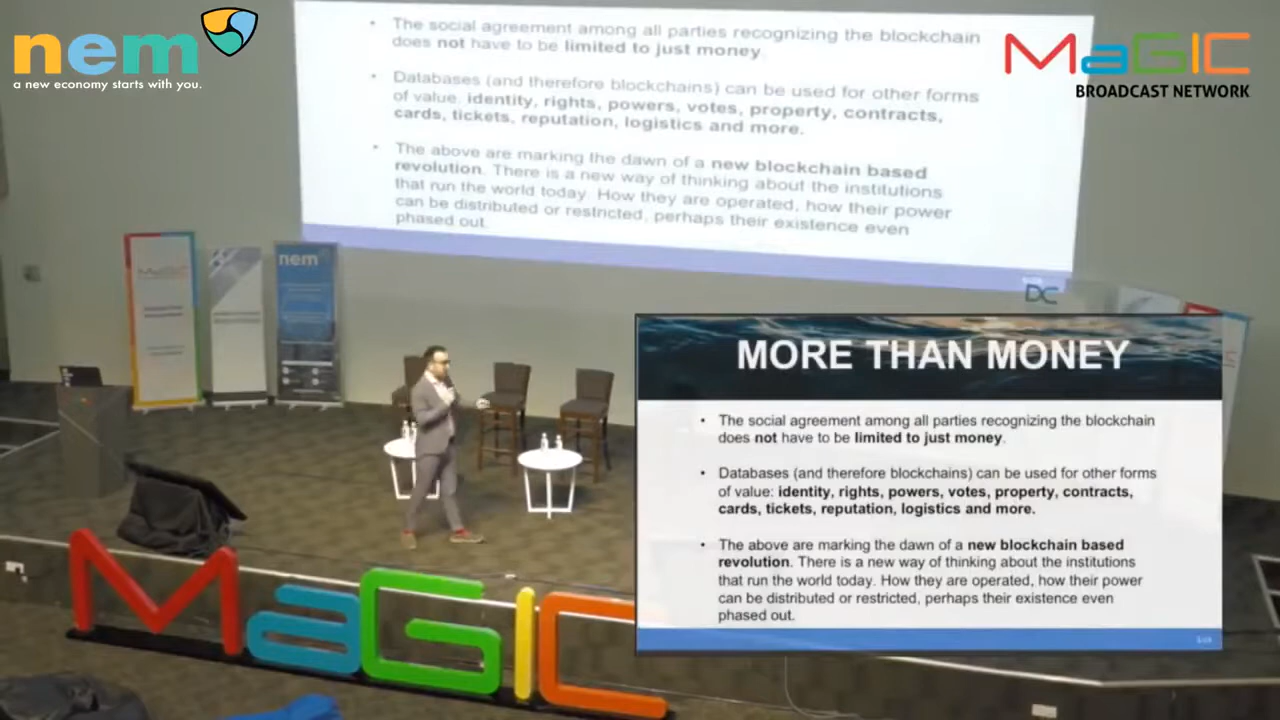 nem
a new economy starts with you.
MaGIC
BROADCAST NETWORK
• The social agreement among all parties recognizing the blockchain
does not have to be limited to just money.
• Databases (and therefore blockchains) can be used for other forms
of value: identity, rights, powers, votes, property, contracts,
cards, tickets, reputation, logistics and more.
• The above are marking the dawn of a new blockchain based
revolution. There is a new way of thinking about the institutions
that run the world today. How they are operated, how their power
can be distributed or restricted, perhaps their existence even
phased out.
MaGIC
nem
DC
MORE THAN MONEY
• The social agreement among all parties recognizing the blockchain
does not have to be limited to just money.
• Databases (and therefore blockchains) can be used for other forms
of value: identity, rights, powers, votes, property, contracts,
cards, tickets, reputation, logistics and more.
• The above are marking the dawn of a new blockchain based
revolution. There is a new way of thinking about the institutions
that run the world today. How they are operated, how their power
can be distributed or restricted, perhaps their existence even
phased out.
MaGIC